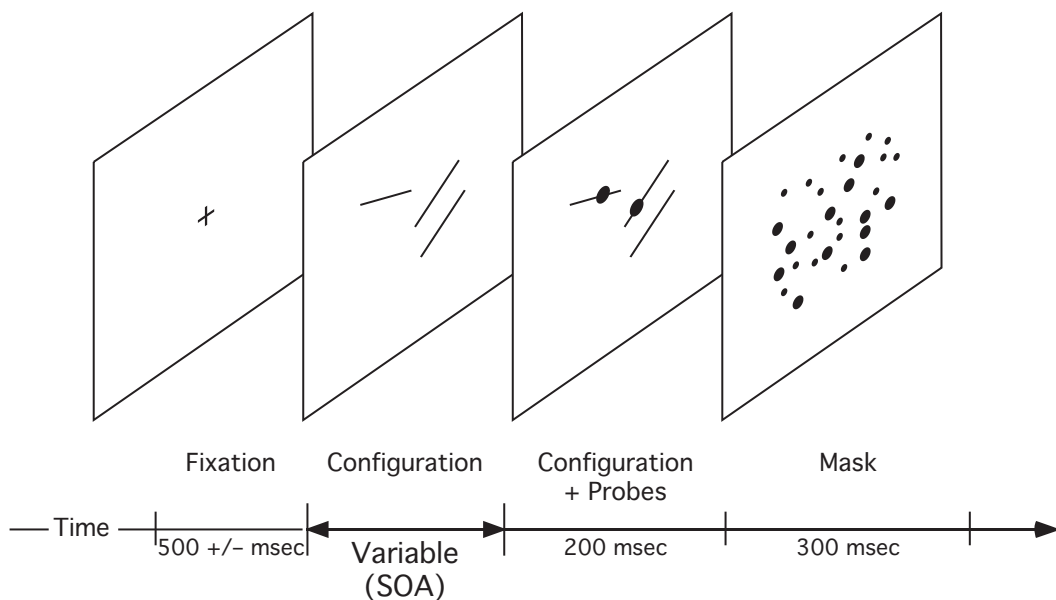 Fixation
Configuration
Configuration
+ Probes
Mask
Time
500 +/– msec
Variable
(SOA)
200 msec
300 msec